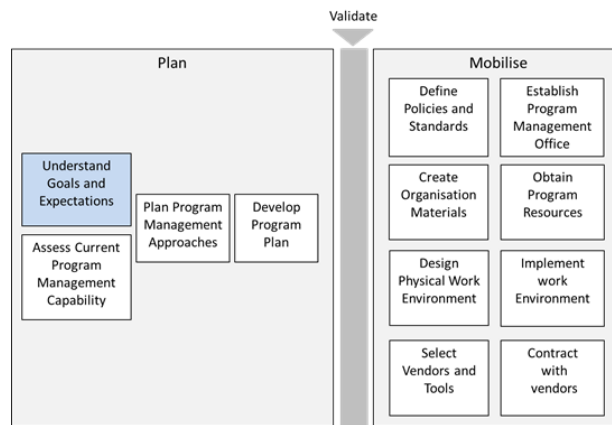 Validate
Plan
Understand
Goals and
Expectations
Assess Current
Program
Management
Capability
Plan Program
Management
Approaches
Develop
Program
Plan
Mobilise
Define
Policies and
Standards
Establish
Program
Management
Office
Create
Organisation
Materials
Obtain
Program
Resources
Design
Physical Work
Environment
Implement
work
Environment
Select
Vendors and
Tools
Contract
with
vendors